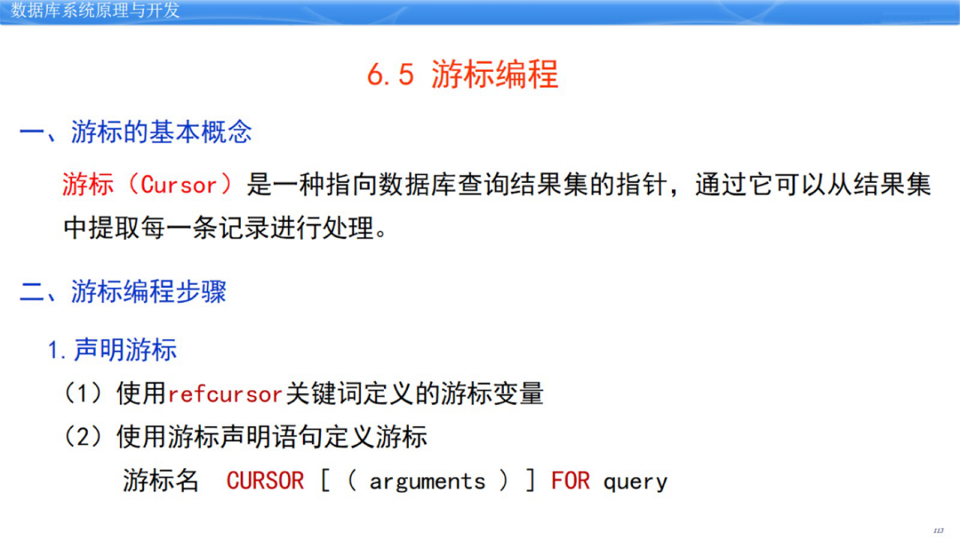 数据库系统原理与开发
6.5 游标编程
一、游标的基本概念
游标（Cursor）是一种指向数据库查询结果集的指针，通过它可以从结果集
中提取每一条记录进行处理。
二、游标编程步骤
1.声明游标
（1）使用refcursor关键词定义的游标变量
（2）使用游标声明语句定义游标
游标名 CURSOR [ ( arguments ) ] FOR query
113